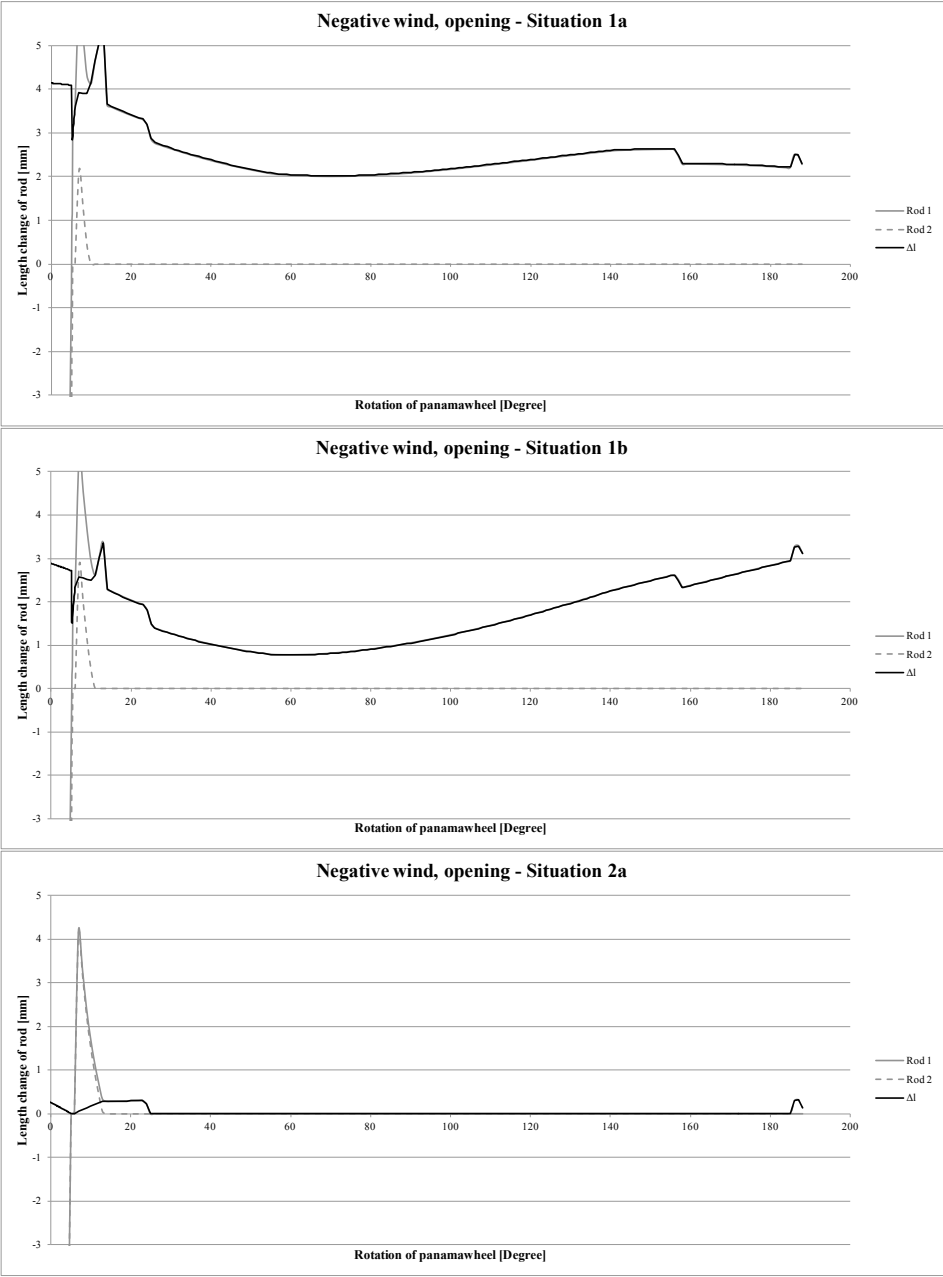 Negative wind, opening - Situation 1a
5
4
3
2
1
0
-1
-2
-3
0 20 40 60 80 100 120 140 160 180 200
Length change of rod [mm]
Rotation of panamawheel [Degree]
Rod 1
Rod 2
Δl
Negative wind, opening - Situation 1b
5
4
3
2
1
0
-1
-2
-3
0 20 40 60 80 100 120 140 160 180 200
Length change of rod [mm]
Rotation of panamawheel [Degree]
Rod 1
Rod 2
Δl
Negative wind, opening - Situation 2a
5
4
3
2
1
0
-1
-2
-3
0 20 40 60 80 100 120 140 160 180 200
Length change of rod [mm]
Rotation of panamawheel [Degree]
Rod 1
Rod 2
Δl